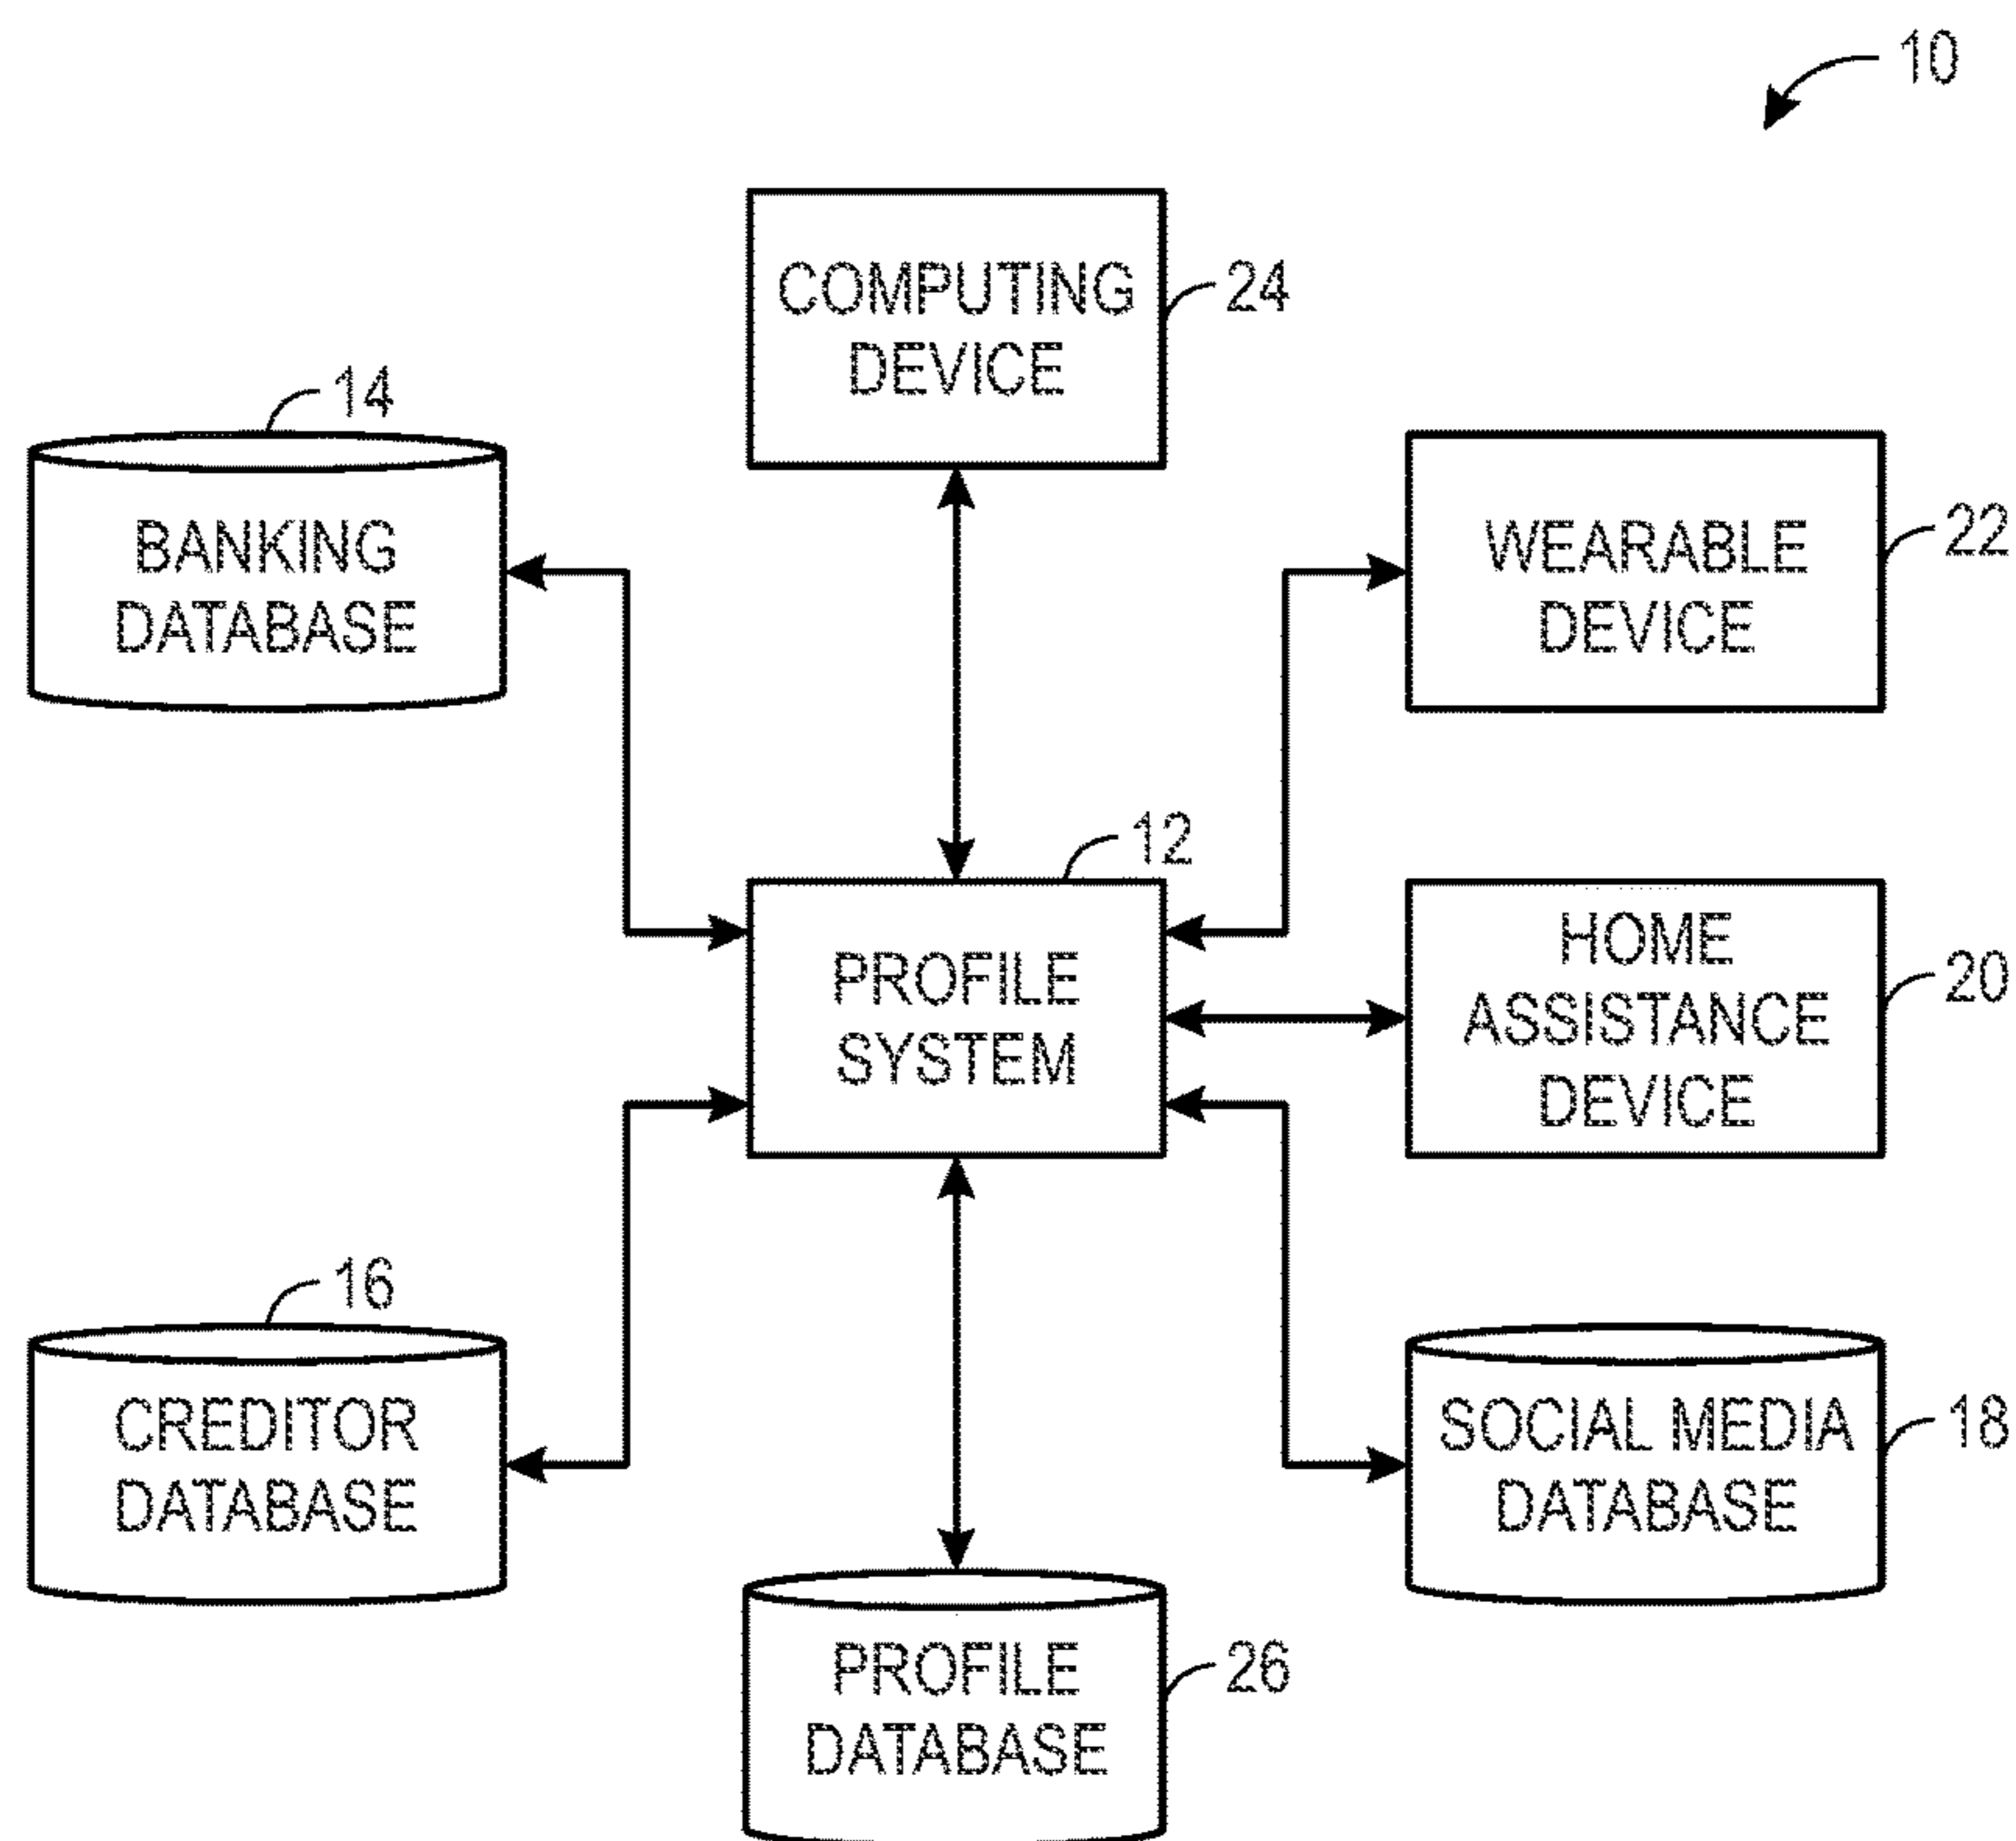 10
COMPUTING
DEVICE
24
14
BANKING
DATABASE
WEARABLE
DEVICE
22
12
PROFILE
SYSTEM
HOME
ASSISTANCE
DEVICE
20
16
CREDITOR
DATABASE
SOCIAL MEDIA
DATABASE
18
PROFILE
DATABASE
26